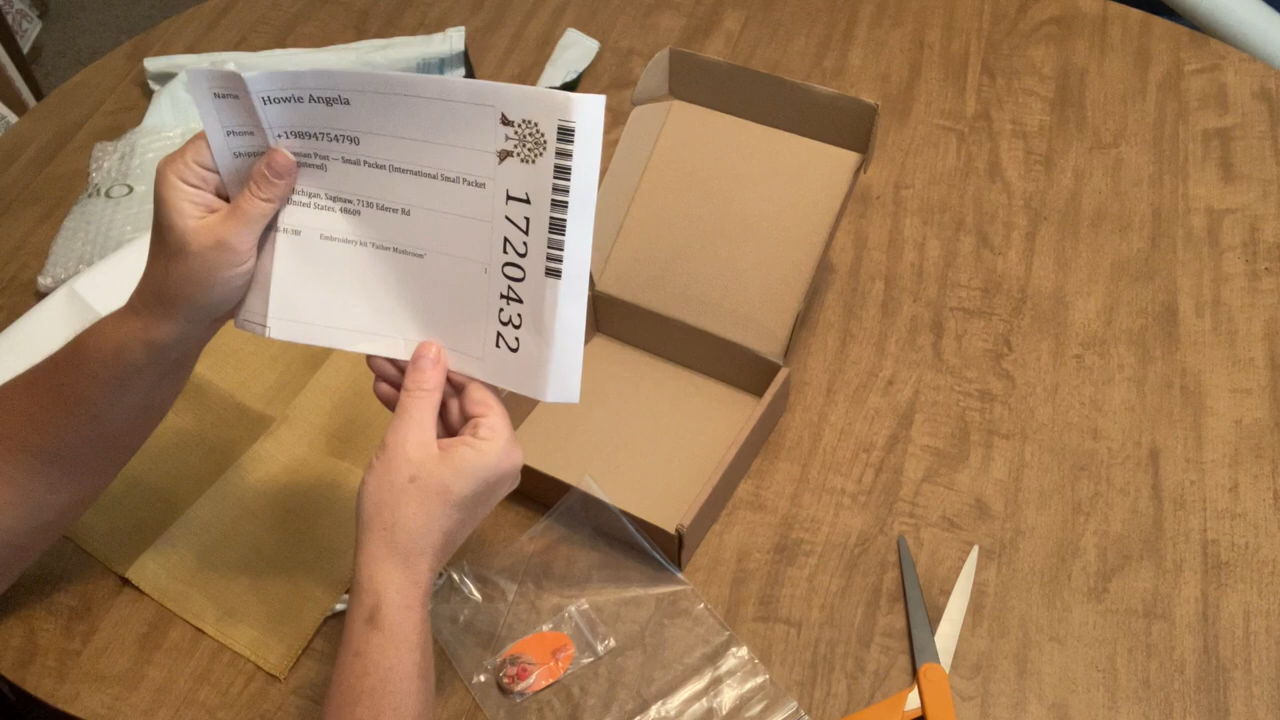 Name Howie Angela
Phone +19894754790
Post — Small Packet (International Small Packet
Michigan, Saginaw, 7130 Ederer Rd
United States, 48609
Embroidery kit "Father Mushroom"
1
1720432